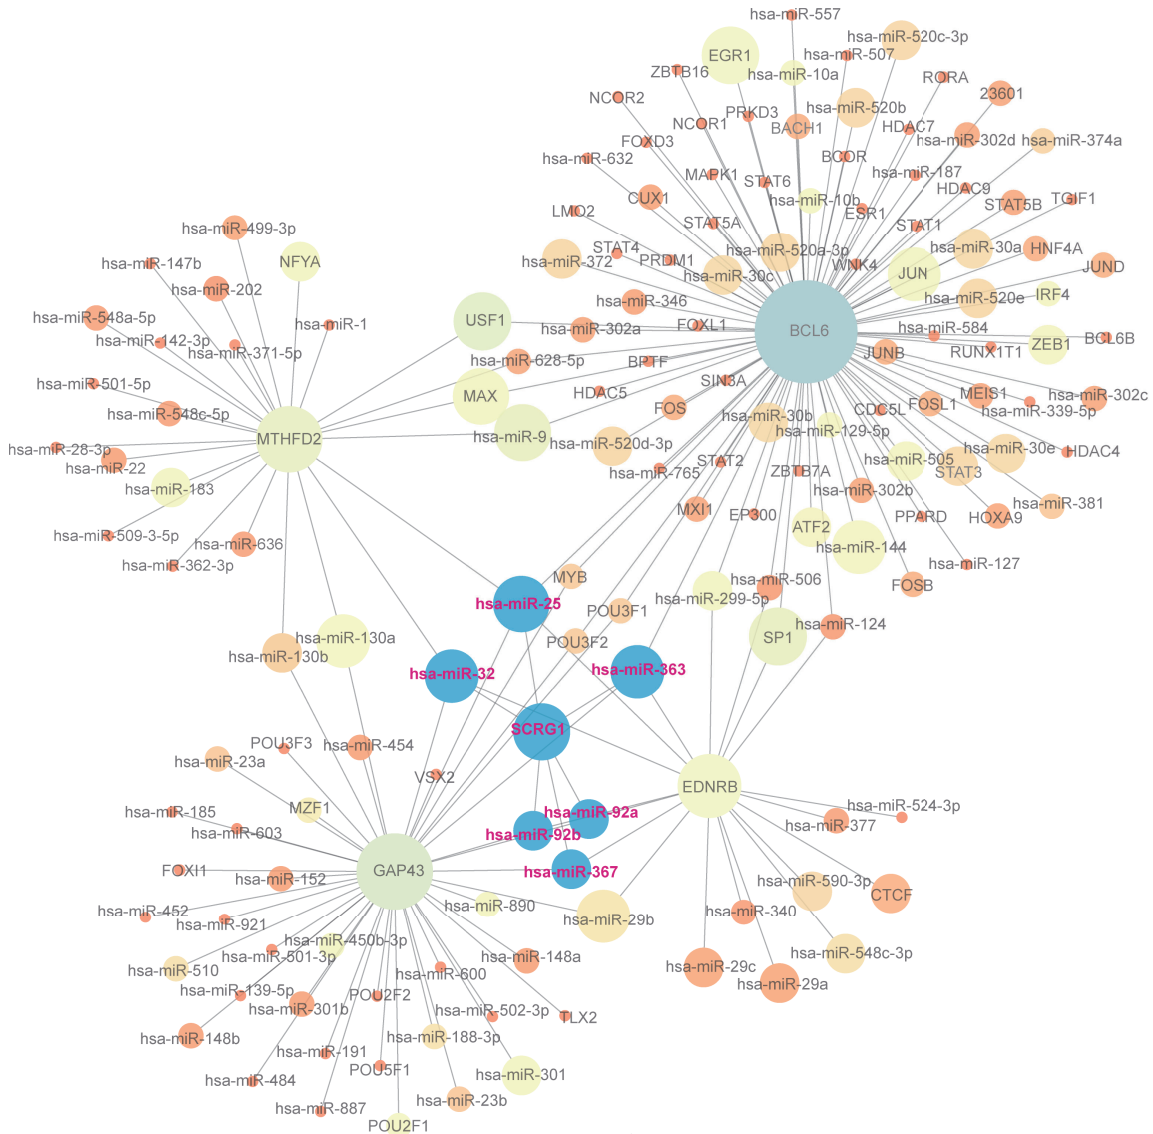 hsa-miR-557
hsa-miR-520c-3p
EGR1
hsa-miR-507
ZBTB16
hsa-miR-10a
RORA
23601
NCOR2
PRKD3
hsa-miR-520b
NCOR1
BACH1
HDAC7
FOXD3
hsa-miR-302d
hsa-miR-374a
hsa-miR-632
BCOR
MAPK1
STAT6
hsa-miR-187
HDAC9
CUX1
hsa-miR-10b
TGIF1
STAT5B
LMO2
ESR1
STAT5A
STAT1
hsa-miR-499-3p
STAT4
hsa-miR-520a-3p
hsa-miR-30a
HNF4A
hsa-miR-147b
NFYA
hsa-miR-372
PRDM1
WNK4
JUND
hsa-miR-30c
JUN
hsa-miR-202
hsa-miR-346
hsa-miR-520e
IRF4
hsa-miR-548a-5p
hsa-miR-1
USF1
hsa-miR-302a
FOXL1
BCL6
hsa-miR-584
BCL6B
hsa-miR-142-3p
hsa-miR-371-5p
ZEB1
RUNX1T1
JUNB
hsa-miR-628-5p
BPTF
hsa-miR-501-5p
SIN3A
HDAC5
MEIS1
hsa-miR-302c
MAX
FOSL1
hsa-miR-548c-5p
FOS
CDC5L
hsa-miR-339-5p
hsa-miR-30b
hsa-miR-129-5p
MTHFD2
hsa-miR-9
hsa-miR-520d-3p
hsa-miR-28-3p
hsa-miR-30e
HDAC4
hsa-miR-22
STAT2
hsa-miR-505
hsa-miR-765
ZBTB7A
STAT3
hsa-miR-183
hsa-miR-302b
hsa-miR-381
MXI1
EP300
PPARD
HOXA9
ATF2
hsa-miR-509-3-5p
hsa-miR-636
hsa-miR-144
hsa-miR-362-3p
hsa-miR-127
MYB
hsa-miR-506
FOSB
hsa-miR-25
hsa-miR-299-5p
POU3F1
hsa-miR-124
hsa-miR-130a
SP1
POU3F2
hsa-miR-130b
hsa-miR-32
hsa-miR-363
SCRG1
POU3F3
hsa-miR-454
hsa-miR-23a
VSX2
EDNRB
hsa-miR-524-3p
MZF1
hsa-miR-185
hsa-miR-92a
hsa-miR-377
hsa-miR-603
hsa-miR-92b
FOXI1
GAP43
hsa-miR-367
hsa-miR-152
hsa-miR-590-3p
CTCF
hsa-miR-890
hsa-miR-452
hsa-miR-340
hsa-miR-921
hsa-miR-29b
hsa-miR-450b-3p
hsa-miR-501-3p
hsa-miR-148a
hsa-miR-548c-3p
hsa-miR-510
hsa-miR-600
hsa-miR-29c
hsa-miR-29a
hsa-miR-139-5p
POU2F2
hsa-miR-301b
hsa-miR-502-3p
TLX2
hsa-miR-148b
hsa-miR-188-3p
hsa-miR-191
POU5F1
hsa-miR-301
hsa-miR-484
hsa-miR-23b
hsa-miR-887
POU2F1